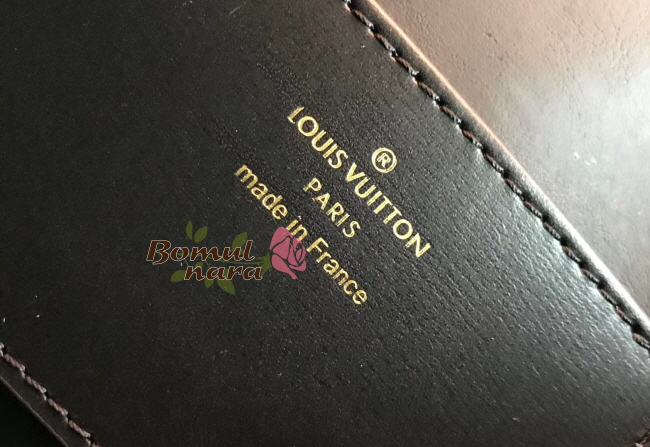 ®
LOUIS VUITTON
PARIS
made in France
Bomul
nara